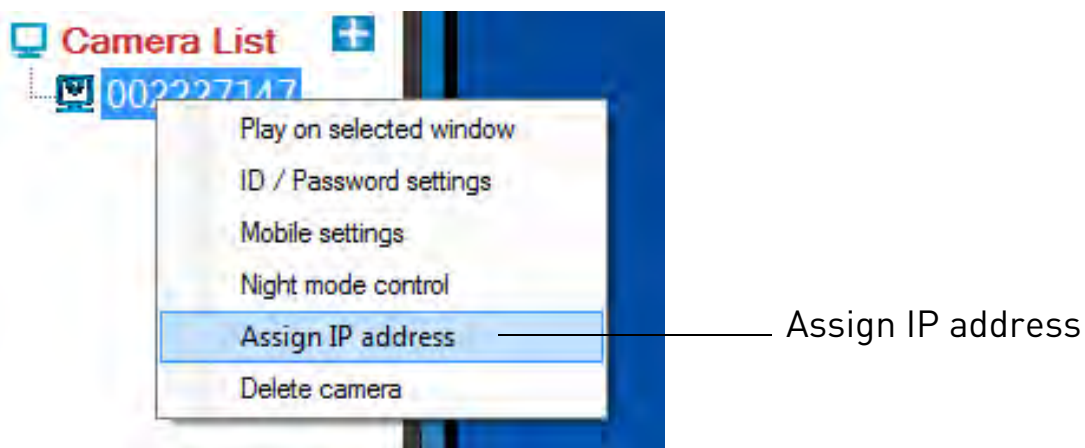 Camera List
002227147
Play on selected window
ID / Password settings
Mobile settings
Night mode control
Assign IP address
Assign IP address
Delete camera